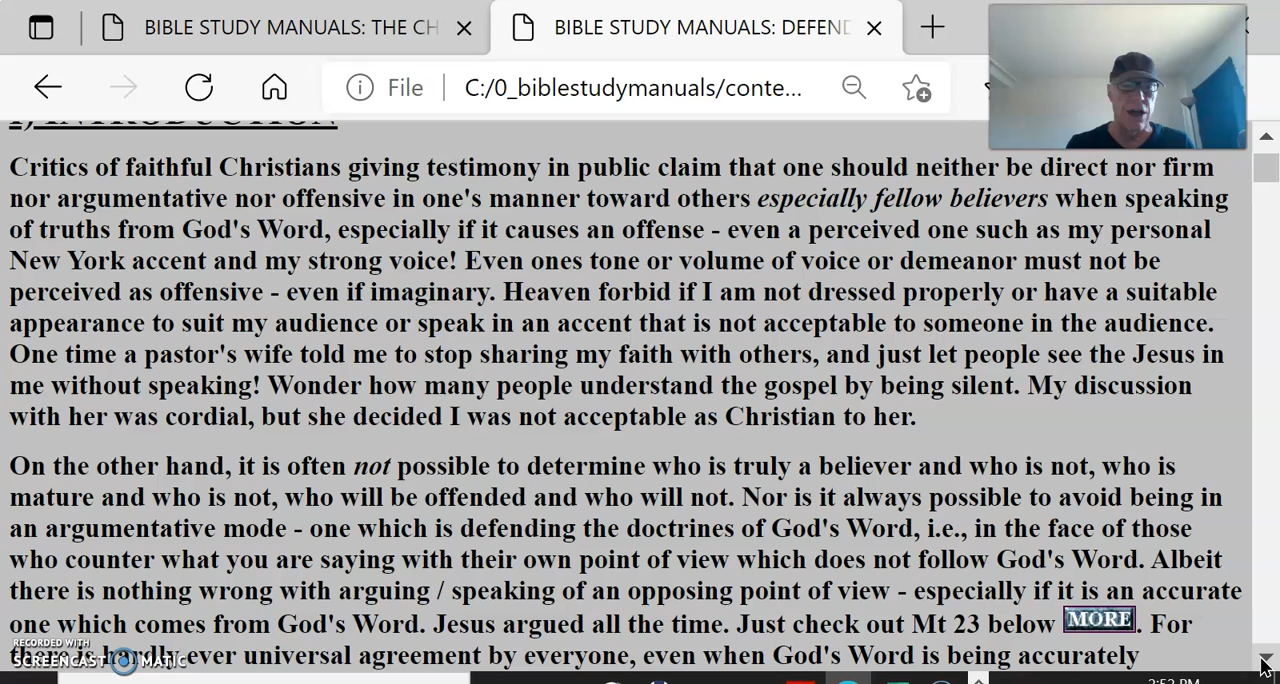 BIBLE STUDY MANUALS: THE CH
BIBLE STUDY MANUALS: DEFEND
File
C:/0_biblestudymanuals/conte...
I) INTRODUCTION
Critics of faithful Christians giving testimony in public claim that one should neither be direct nor firm
nor argumentative nor offensive in one's manner toward others especially fellow believers when speaking
of truths from God's Word, especially if it causes an offense - even a perceived one such as my personal
New York accent and my strong voice! Even ones tone or volume of voice or demeanor must not be
perceived as offensive - even if imaginary. Heaven forbid if I am not dressed properly or have a suitable
appearance to suit my audience or speak in an accent that is not acceptable to someone in the audience.
One time a pastor's wife told me to stop sharing my faith with others, and just let people see the Jesus in
me without speaking! Wonder how many people understand the gospel by being silent. My discussion
with her was cordial, but she decided I was not acceptable as Christian to her.
On the other hand, it is often not possible to determine who is truly a believer and who is not, who is
mature and who is not, who will be offended and who will not. Nor is it always possible to avoid being in
an argumentative mode - one which is defending the doctrines of God's Word, i.e., in the face of those
who counter what you are saying with their own point of view which does not follow God's Word. Albeit
there is nothing wrong with arguing / speaking of an opposing point of view - especially if it is an accurate
one which comes from God's Word. Jesus argued all the time. Just check out Mt 23 below MORE. For
there is hardly ever universal agreement by everyone, even when God's Word is being accurately
RECORDED WITH
SCREENCAST MATIC
2:52 PM